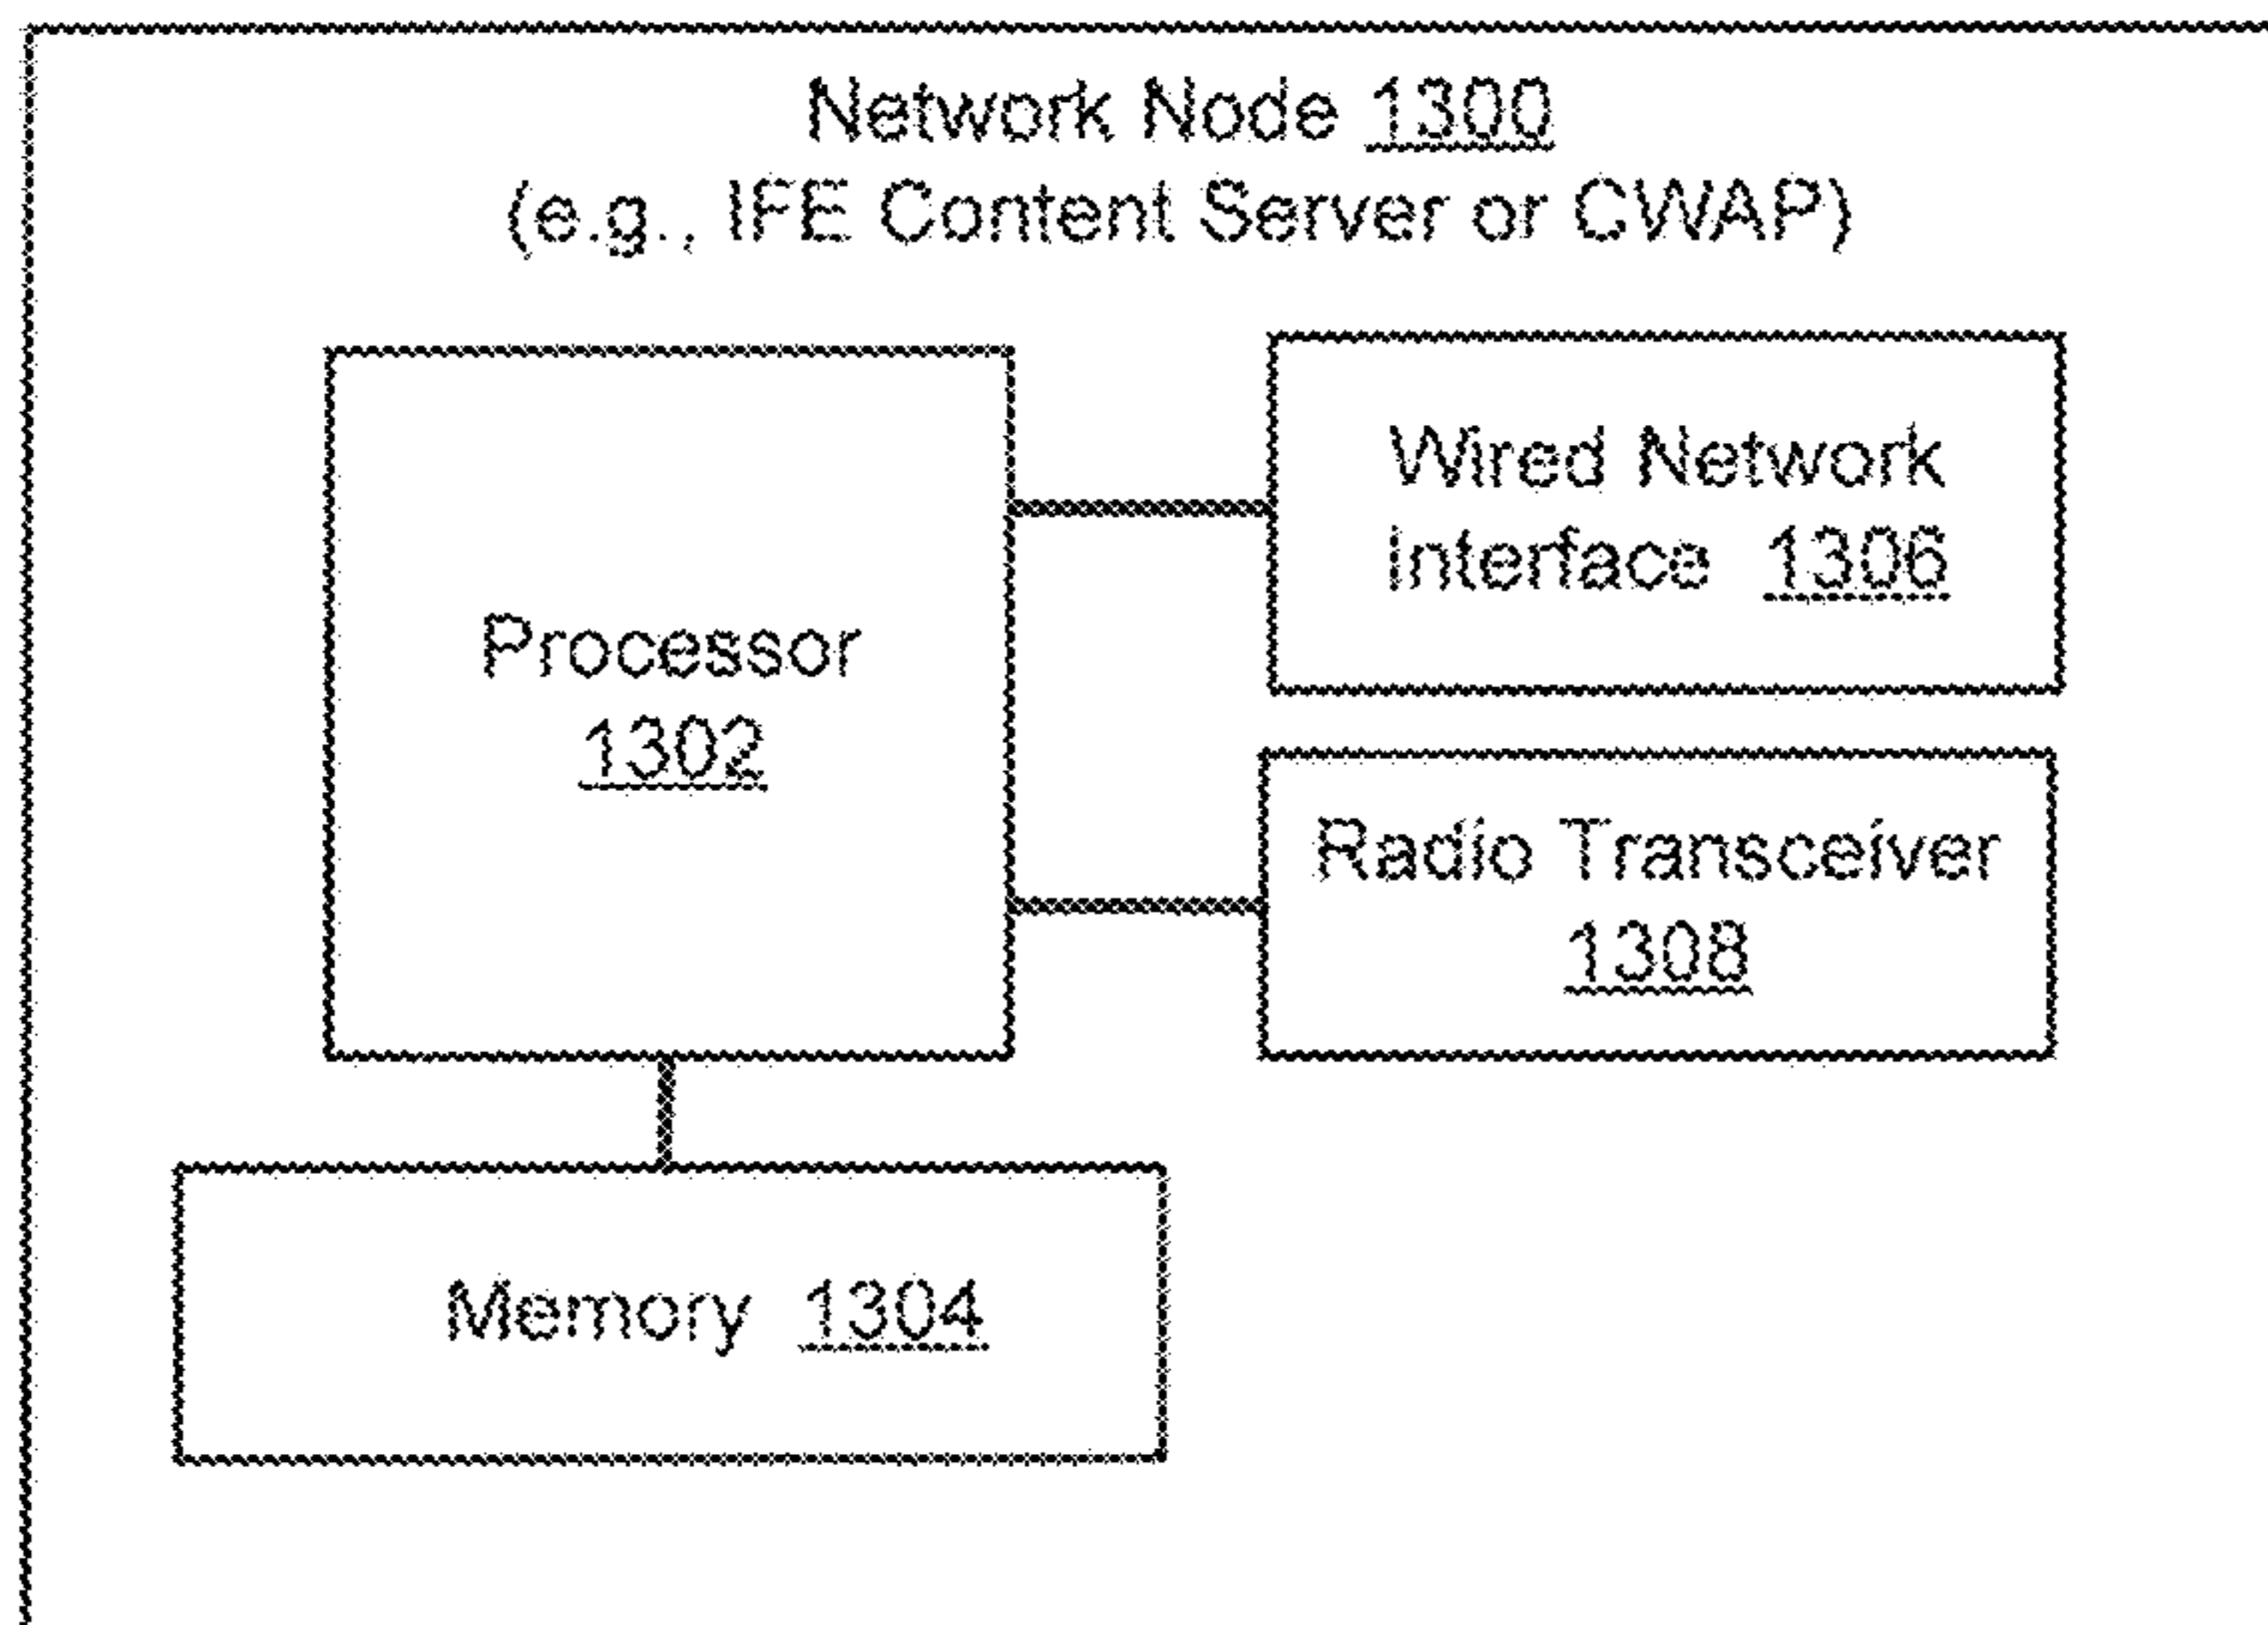 Network Node 1300
(e.g., IFE Content Server or CWAP)
Wired Network
Interface 1306
Processor
1302
Radio Transceiver
1308
Memory 1304